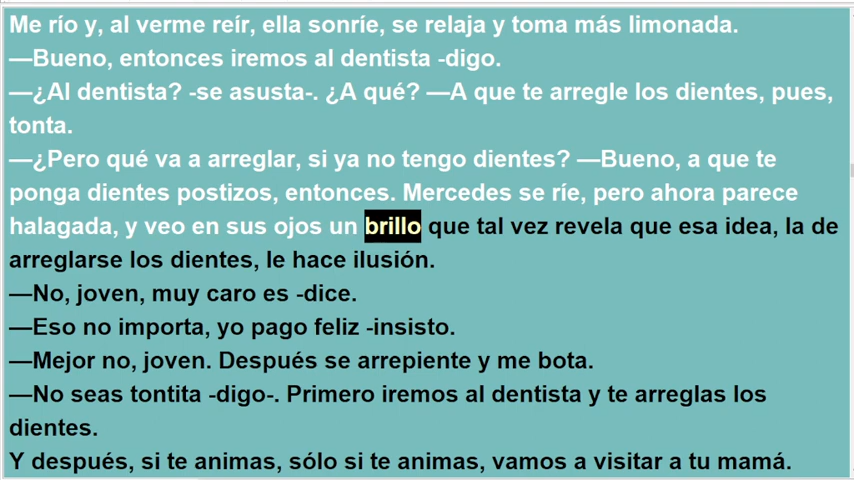 Me río y, al verme reír, ella sonríe, se relaja y toma más limonada.
—Bueno, entonces iremos al dentista -digo.
—¿Al dentista? -se asusta-. ¿A qué? —A que te arregle los dientes, pues,
tonta.
—¿Pero qué va a arreglar, si ya no tengo dientes? —Bueno, a que te
ponga dientes postizos, entonces. Mercedes se ríe, pero ahora parece
halagada, y veo en sus ojos un brillo que tal vez revela que esa idea, la de
arreglarse los dientes, le hace ilusión.
—No, joven, muy caro es -dice.
—Eso no importa, yo pago feliz -insisto.
—Mejor no, joven. Después se arrepiente y me bota.
—No seas tontita -digo-. Primero iremos al dentista y te arreglas los
dientes.
Y después, si te animas, sólo si te animas, vamos a visitar a tu mamá.